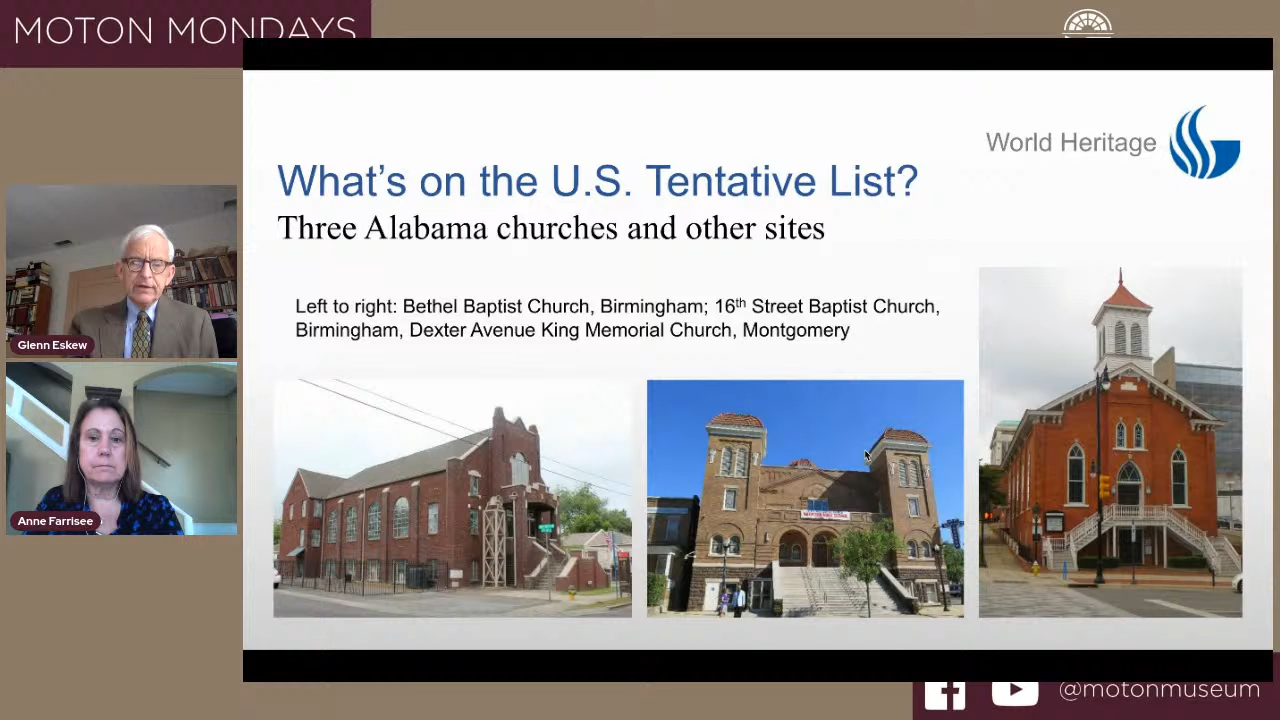 MOTON MONDAYS
World Heritage
What's on the U.S. Tentative List?
Three Alabama churches and other sites
Left to right: Bethel Baptist Church, Birmingham; 16th Street Baptist Church,
Birmingham, Dexter Avenue King Memorial Church, Montgomery
Glenn Eskew
Anne Farrisee
@motonmuseum